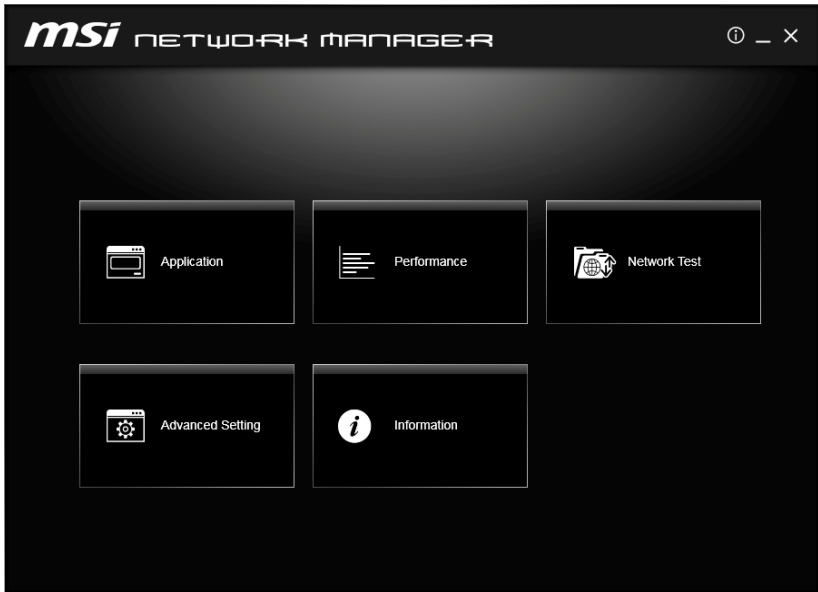 msi NETWORK MANAGER
Application
Performance
Network Test
Advanced Setting
Information